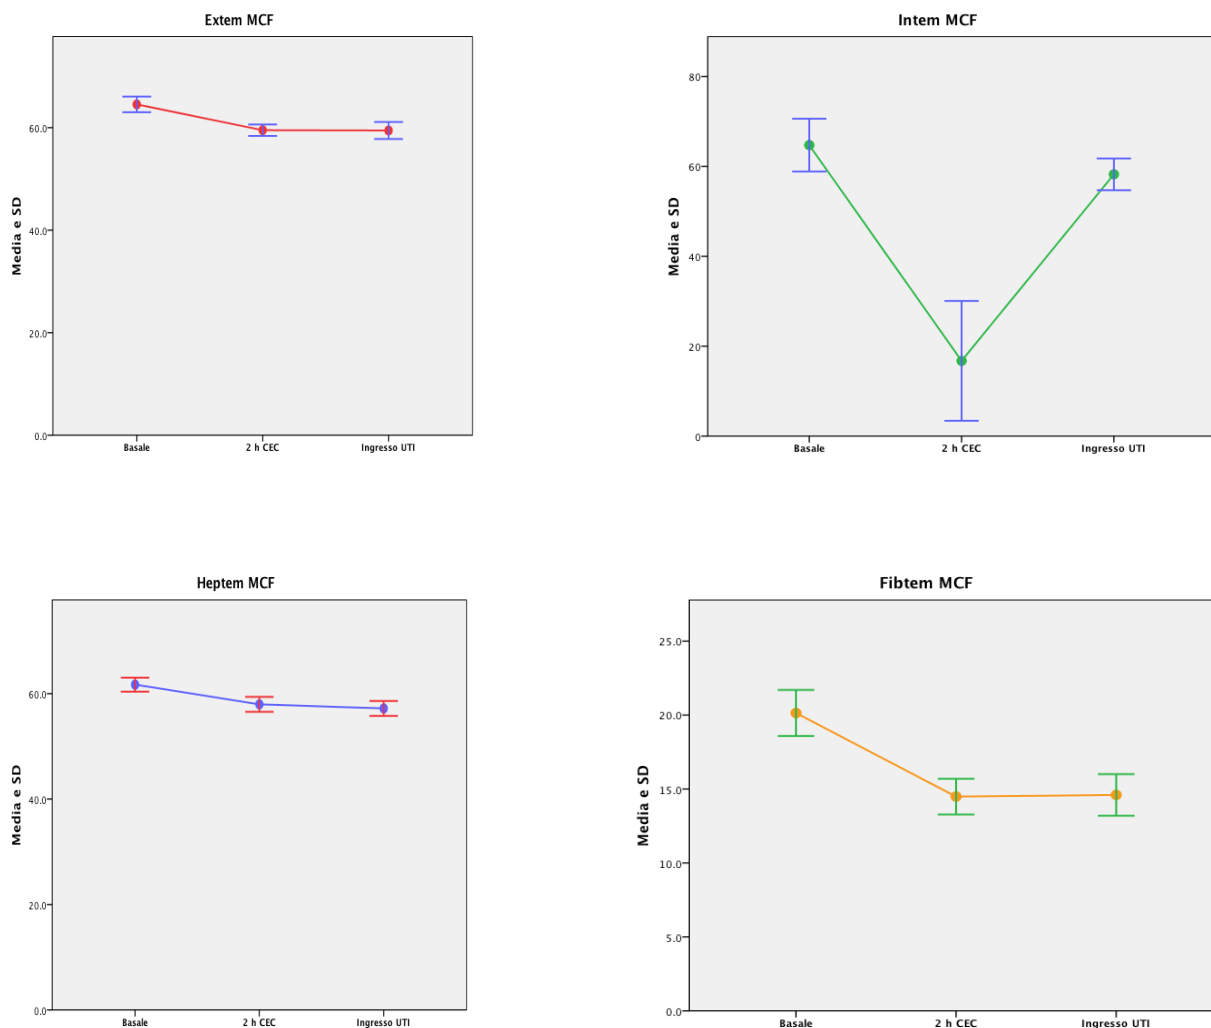 Extem MCF
Media e SD
60.0
40.0
20.0
0.0
Basale
2 h CEC
Ingresso UTI
Intem MCF
Media e SD
80
60
40
20
0
Basale
2 h CEC
Ingresso UTI
Heptem MCF
Media e SD
60.0
40.0
20.0
0.0
Basale
2 h CEC
Ingresso UTI
Fibtem MCF
Media e SD
25.0
20.0
15.0
10.0
5.0
0.0
Basale
2 h CEC
Ingresso UTI